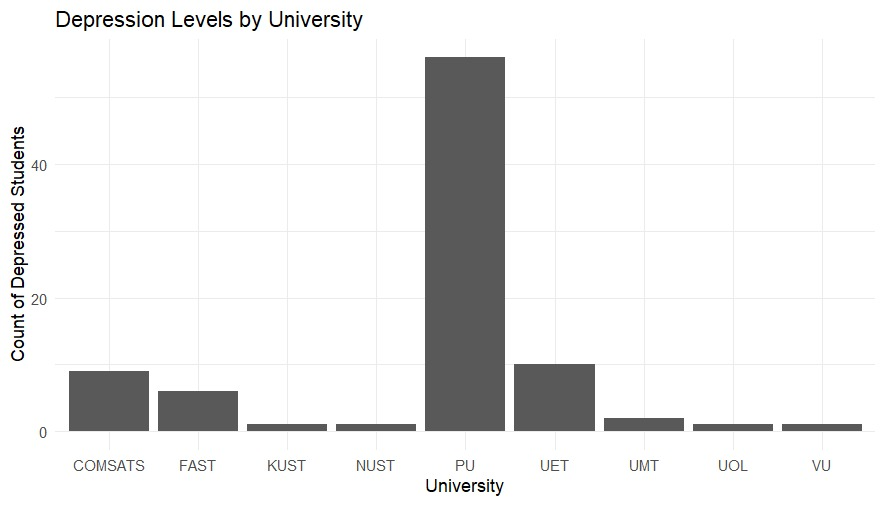 Depression Levels by University
Count of Depressed Students
40
20
0
COMSATS FAST KUST NUST PU UET UMT UOL VU
University